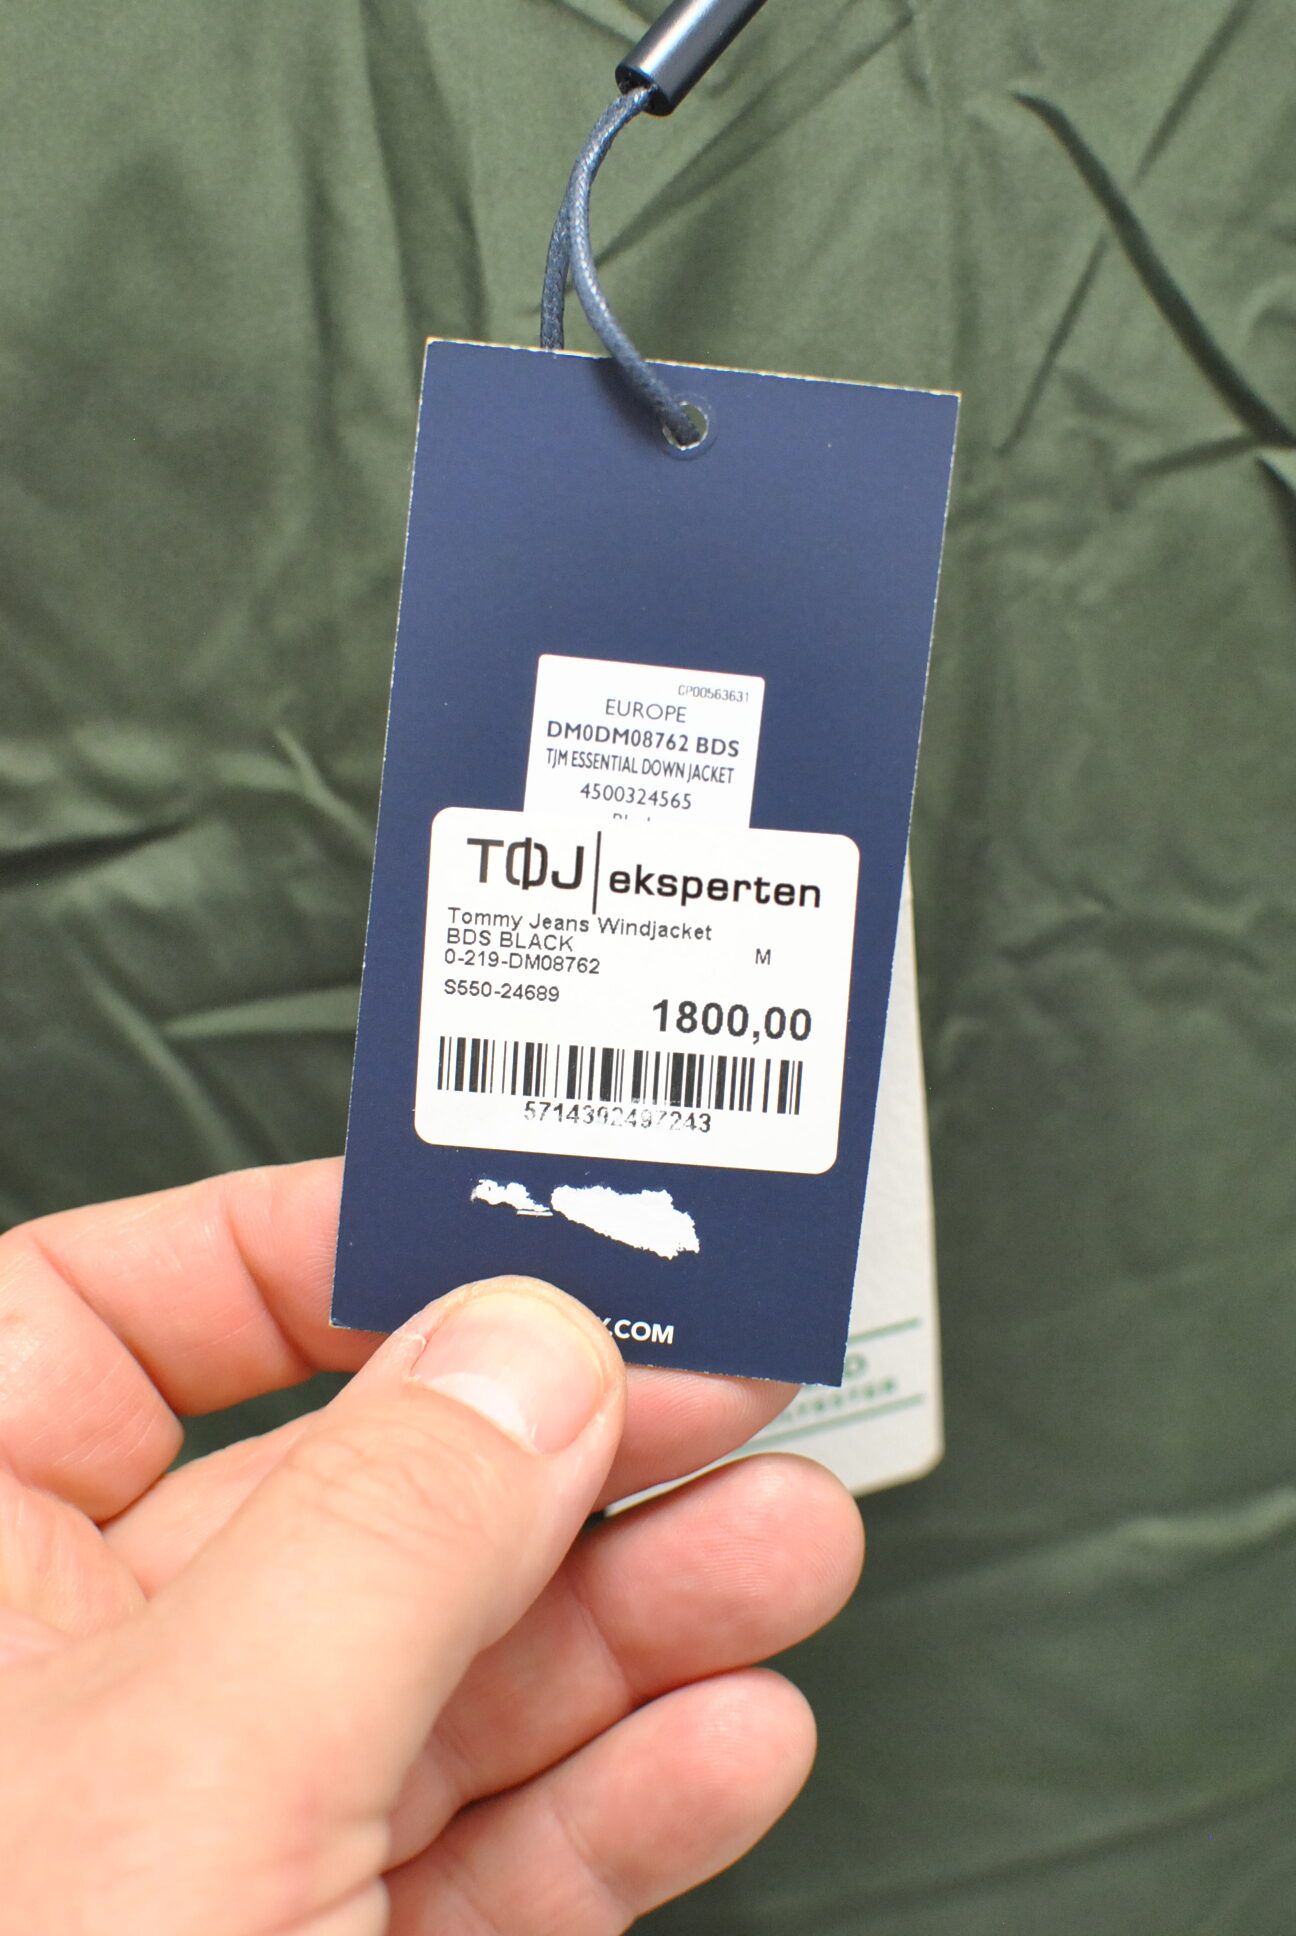 CP00563631
EUROPE
DM0DM08762 BDS
TJM ESSENTIAL DOWN JACKET
4500324565
TØJ eksperten
Tommy Jeans Windjacket
BDS BLACK M
0-219-DM08762
S550-24689
1800,00
5714392497243
.COM